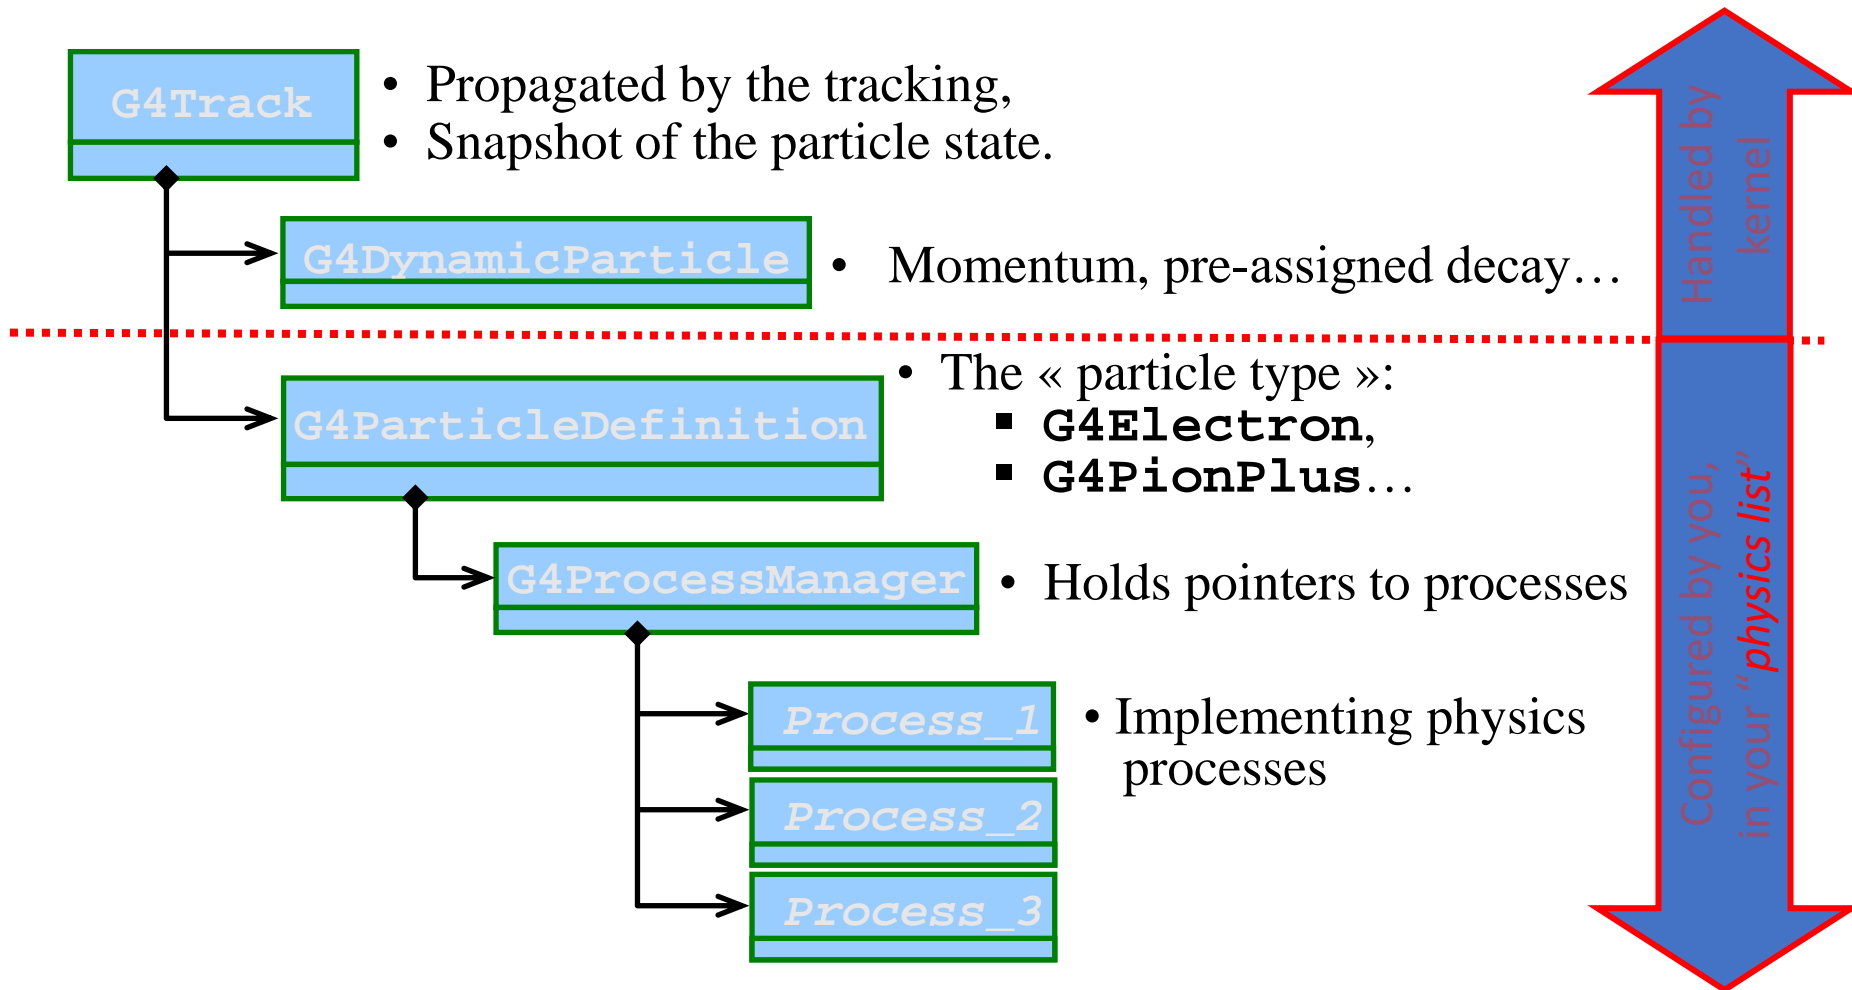 G4Track
• Propagated by the tracking,
• Snapshot of the particle state.
G4DynamicParticle
• Momentum, pre-assigned decay…
G4ParticleDefinition
• The « particle type »:
▪ G4Electron,
▪ G4PionPlus…
G4ProcessManager
• Holds pointers to processes
Process_1
• Implementing physics
processes
Process_2
Process_3
Handled by
kernel
Configured by you,
in your “physics list”